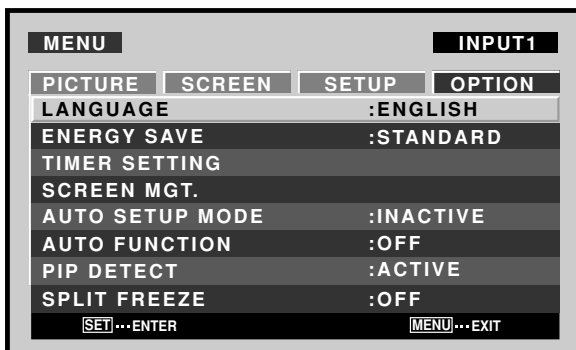 MENU INPUT1
PICTURE SCREEN SETUP OPTION
LANGUAGE :ENGLISH
ENERGY SAVE :STANDARD
TIMER SETTING
SCREEN MGT.
AUTO SETUP MODE :INACTIVE
AUTO FUNCTION :OFF
PIP DETECT :ACTIVE
SPLIT FREEZE :OFF
SET···ENTER MENU···EXIT